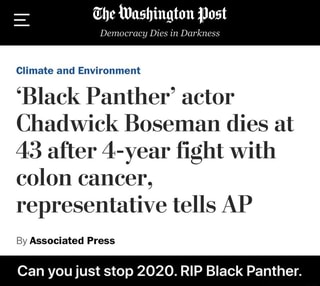 The Washington Post
Democracy Dies in Darkness
Climate and Environment
‘Black Panther’ actor
Chadwick Boseman dies at
43 after 4-year fight with
colon cancer,
representative tells AP
By Associated Press
Can you just stop 2020. RIP Black Panther.